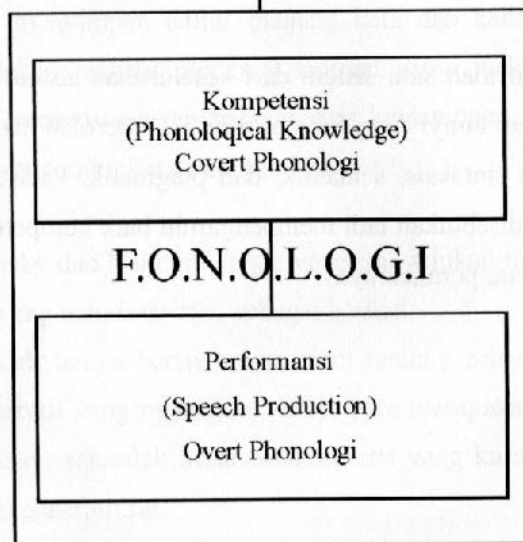 Kompetensi
(Phonoloqical Knowledge)
Covert Phonologi
F.O.N.O.L.O.G.I
Performansi
(Speech Production)
Overt Phonologi